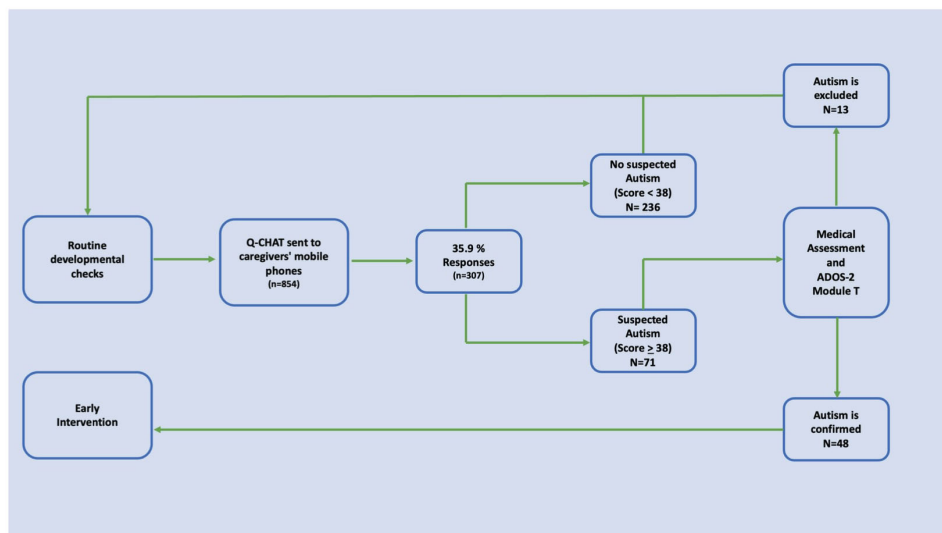 Autism is
excluded
N=13
No suspected
Autism
(Score < 38)
N= 236
Routine
developmental
checks
Q-CHAT sent to
caregivers' mobile
phones
(n=854)
35.9 %
Responses
(n=307)
Medical
Assessment
and
ADOS-2
Module T
Suspected
Autism
(Score ≥ 38)
N=71
Early
Intervention
Autism is
confirmed
N=48